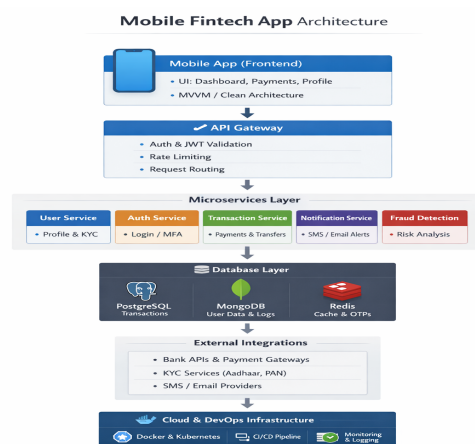 Mobile Fintech App Architecture
Mobile App (Frontend)
• UI: Dashboard, Payments, Profile
• MVVM / Clean Architecture
API Gateway
• Auth & JWT Validation
• Rate Limiting
• Request Routing
Microservices Layer
User Service
Auth Service
Transaction Service
Notification Service
Fraud Detection
• Profile & KYC
• Login / MFA
• Payments & Transfers
• SMS / Email Alerts
• Risk Analysis
Database Layer
PostgreSQL
Transactions
MongoDB
User Data & Logs
Redis
Cache & OTPs
External Integrations
• Bank APIs & Payment Gateways
• KYC Services (Aadhaar, PAN)
• SMS / Email Providers
Cloud & DevOps Infrastructure
Docker & Kubernetes
CI/CD Pipeline
Monitoring
& Logging